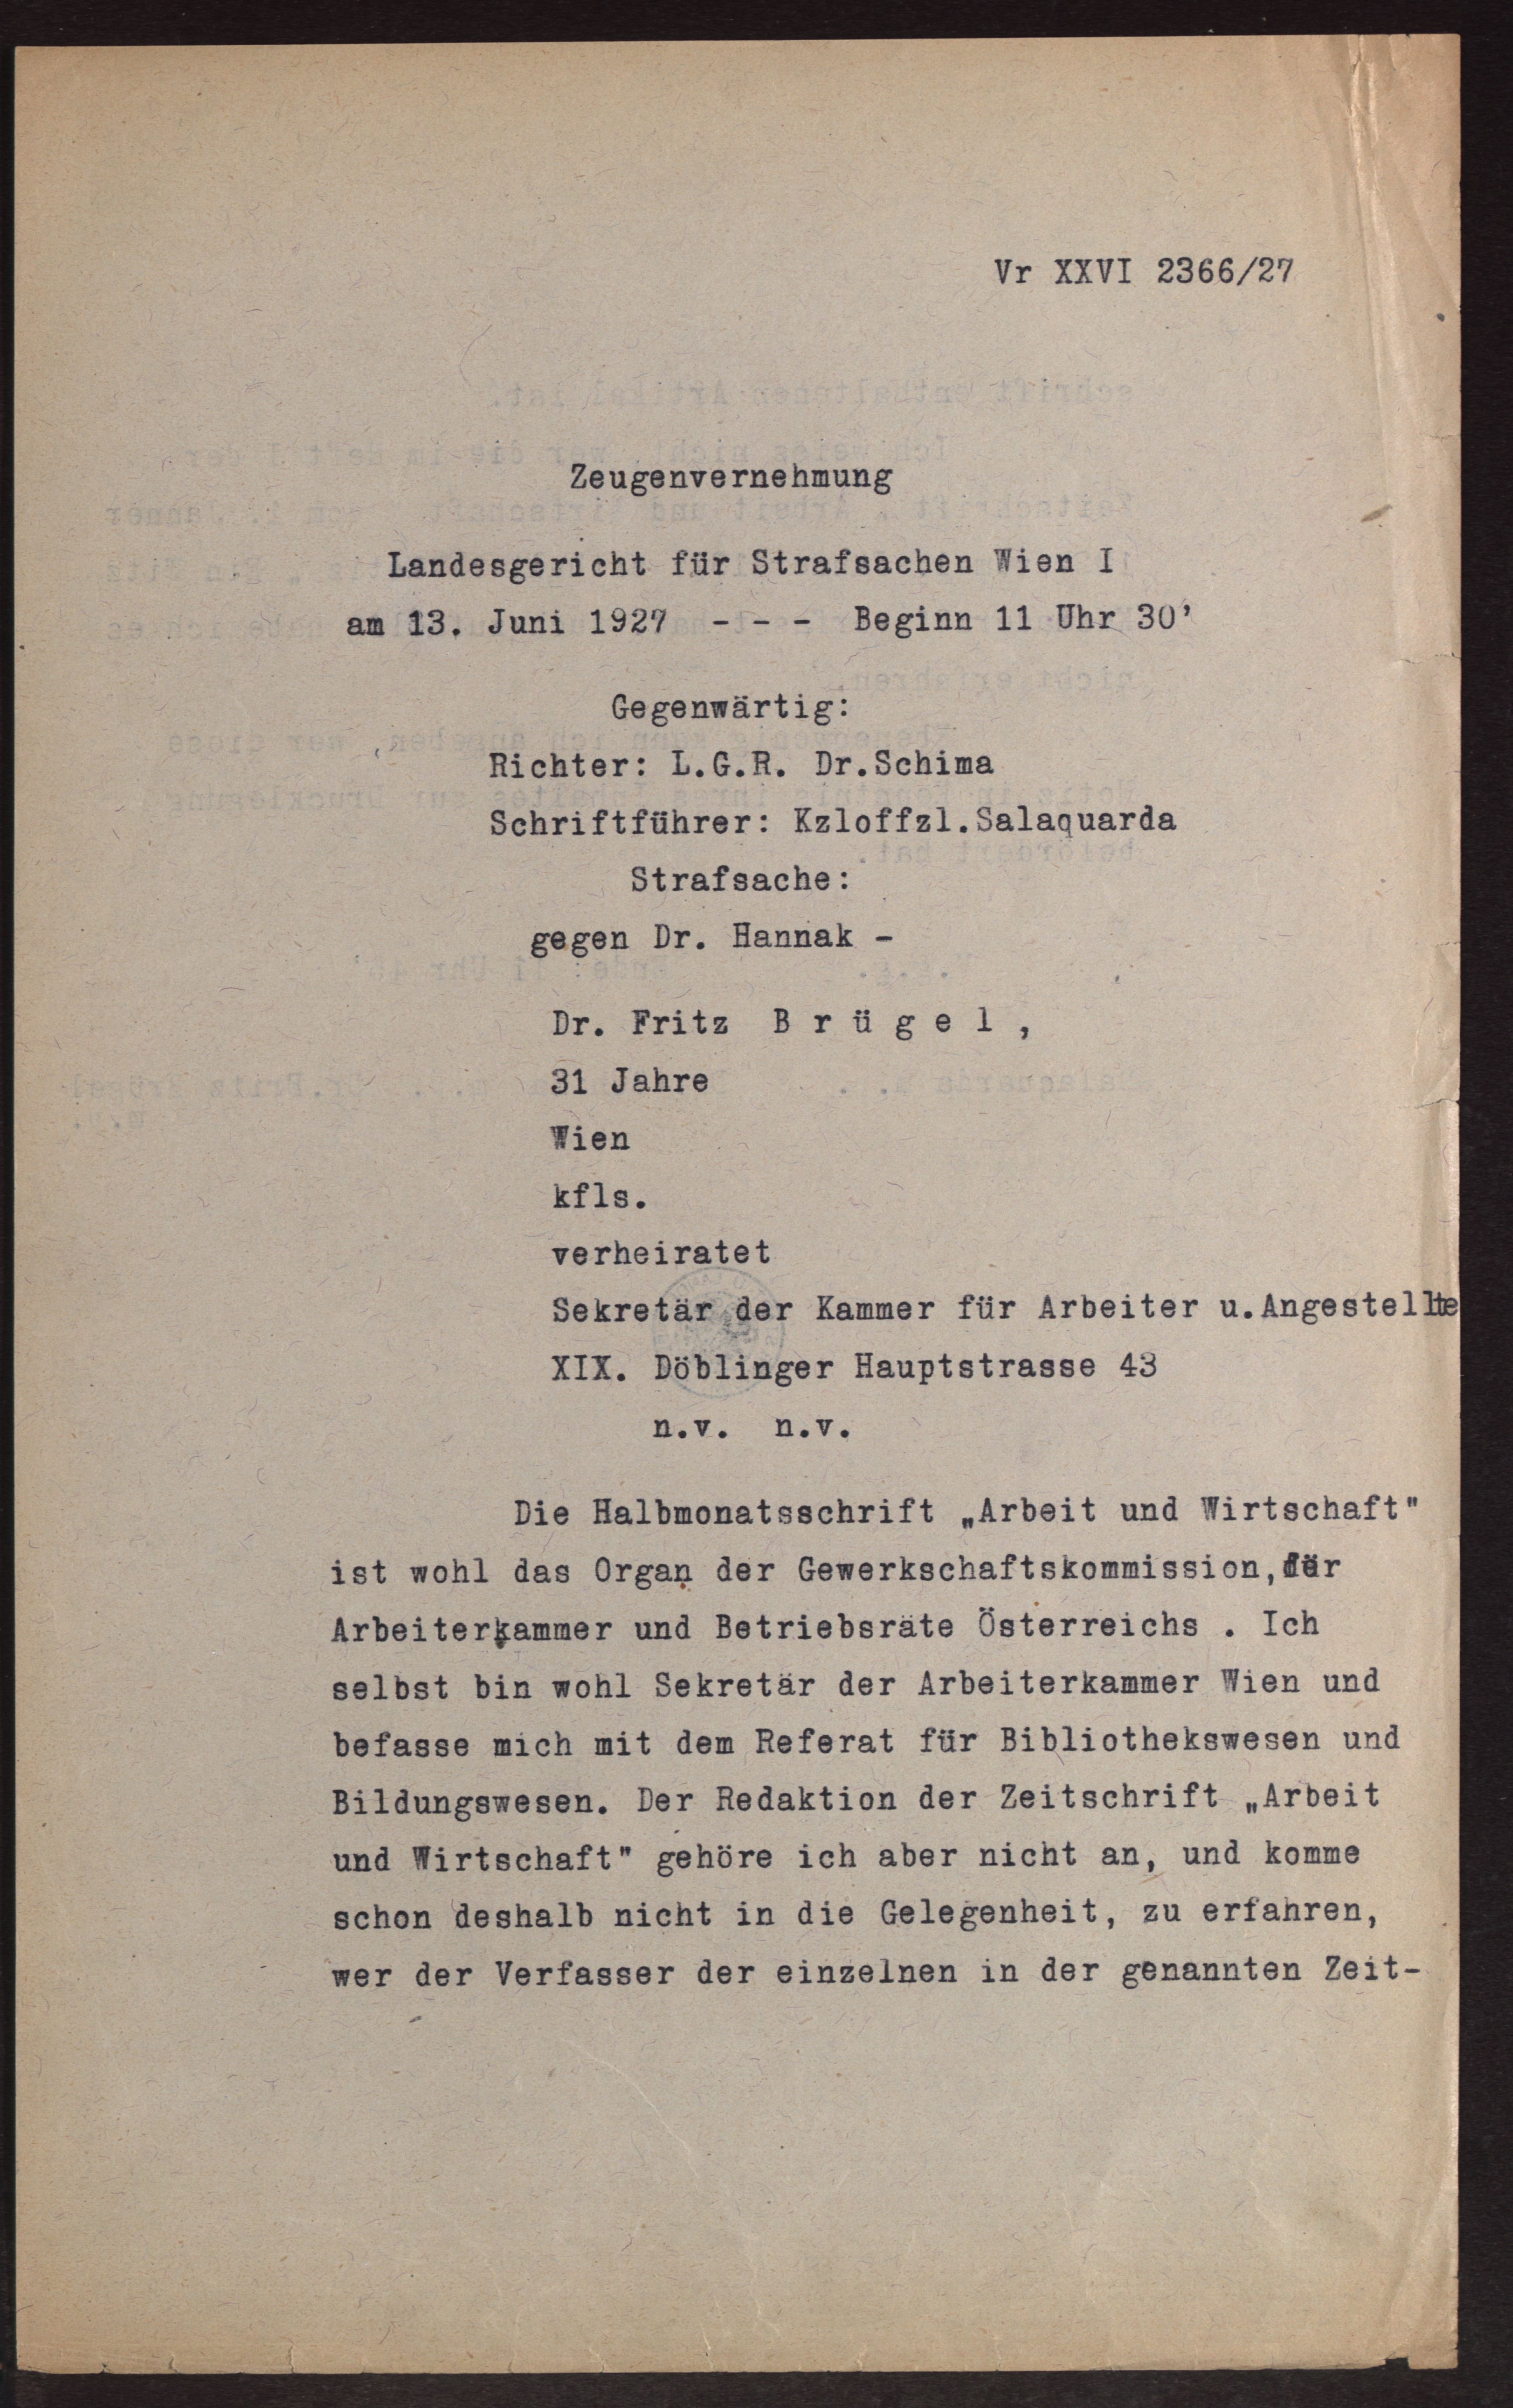 Vr XXVI 2366/27
Zeugenvernehmung
Landesgericht für Strafsachen Wien I
am 13. Juni 1927 - - - Beginn 11 Uhr 30'
Gegenwärtig:
Richter: L.G.R. Dr.Schima
Schriftführer: Kzloffzl.Salaquarda
Strafsache:
gegen Dr. Hannak -
Dr. Fritz B r ü g e l ,
31 Jahre
Wien
kfls.
verheiratet
Sekretär der Kammer für Arbeiter u.Angestellte
XIX. Döblinger Hauptstrasse 43
n.v. n.v.
Die Halbmonatsschrift „Arbeit und Wirtschaft"
ist wohl das Organ der Gewerkschaftskommission, der
Arbeiterkammer und Betriebsräte Österreichs . Ich
selbst bin wohl Sekretär der Arbeiterkammer Wien und
befasse mich mit dem Referat für Bibliothekswesen und
Bildungswesen. Der Redaktion der Zeitschrift „Arbeit
und Wirtschaft" gehöre ich aber nicht an, und komme
schon deshalb nicht in die Gelegenheit, zu erfahren,
wer der Verfasser der einzelnen in der genannten Zeit-